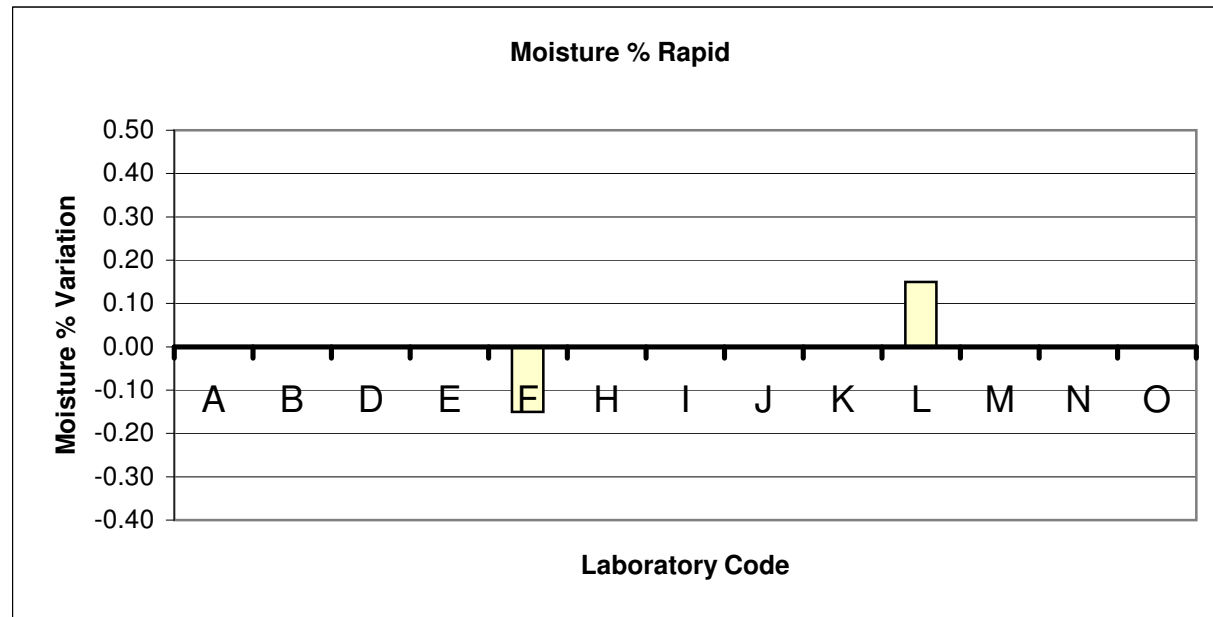 Moisture % Rapid
Moisture % Variation
0.50
0.40
0.30
0.20
0.10
0.00
-0.10
-0.20
-0.30
-0.40
A B D E F H I J K L M N O
Laboratory Code